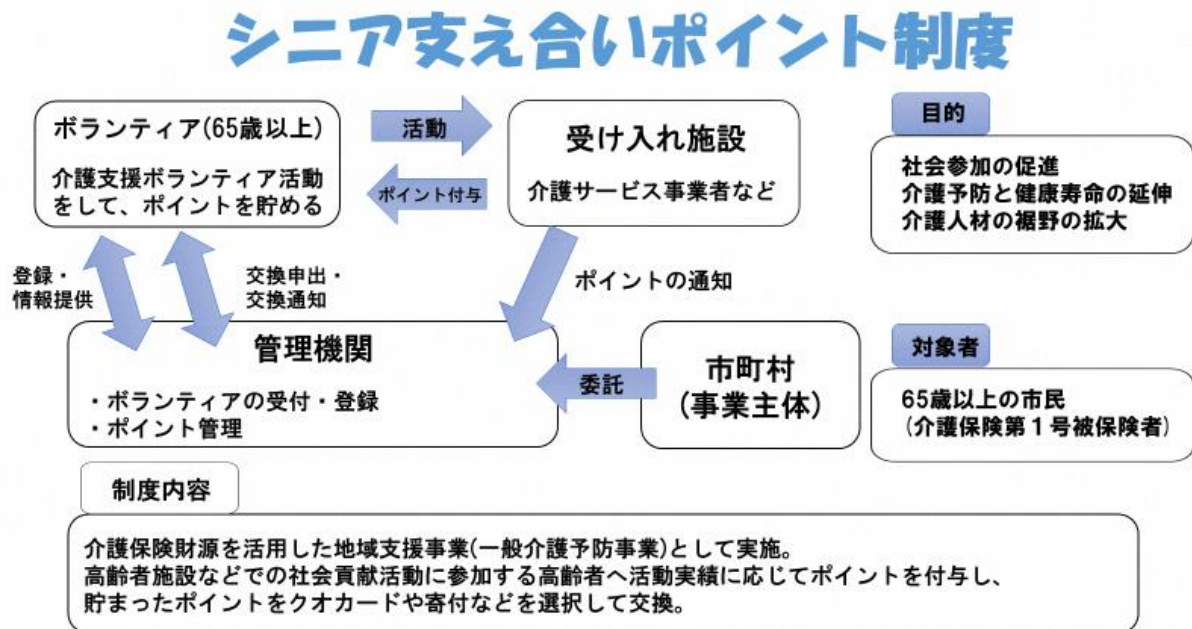 シニア支え合いポイント制度
ボランティア(65歳以上)
介護支援ボランティア活動
をして、ポイントを貯める
活動
ポイント付与
受け入れ施設
介護サービス事業者など
目的
社会参加の促進
介護予防と健康寿命の延伸
介護人材の裾野の拡大
登録・
情報提供
交換申出・
交換通知
ポイントの通知
管理機関
・ボランティアの受付・登録
・ポイント管理
委託
市町村
(事業主体)
対象者
65歳以上の市民
(介護保険第1号被保険者)
制度内容
介護保険財源を活用した地域支援事業(一般介護予防事業)として実施。
高齢者施設などでの社会貢献活動に参加する高齢者へ活動実績に応じてポイントを付与し、
貯まったポイントをクオカードや寄付などを選択して交換。